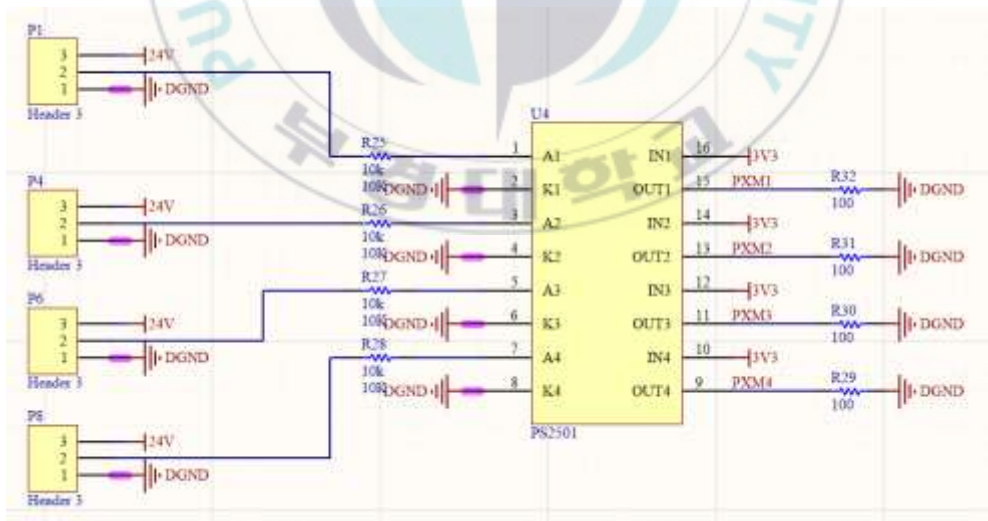 P1
3
24V
2
1
DGND
Header 3
P4
3
24V
2
1
DGND
Header 3
P6
3
24V
2
1
DGND
Header 3
P8
3
24V
2
1
DGND
Header 3
R25
10k
10k
DGND
R26
10k
10k
DGND
R27
10k
10k
DGND
R28
10k
10k
DGND
U4
1 A1 IN1 16 3V3
2 K1 OUT1 15 PXM1 R32 100 DGND
3 A2 IN2 14 3V3
4 K2 OUT2 13 PXM2 R31 100 DGND
5 A3 IN3 12 3V3
6 K3 OUT3 11 PXM3 R30 100 DGND
7 A4 IN4 10 3V3
8 K4 OUT4 9 PXM4 R29 100 DGND
PS2501
PU
ITY
부경대학교